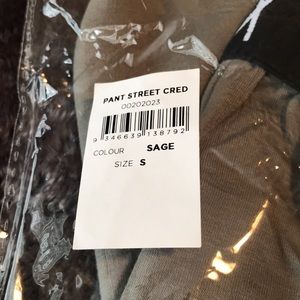 PANT STREET CRED
00202023
9 346639 138792
COLOUR SAGE
SIZE S